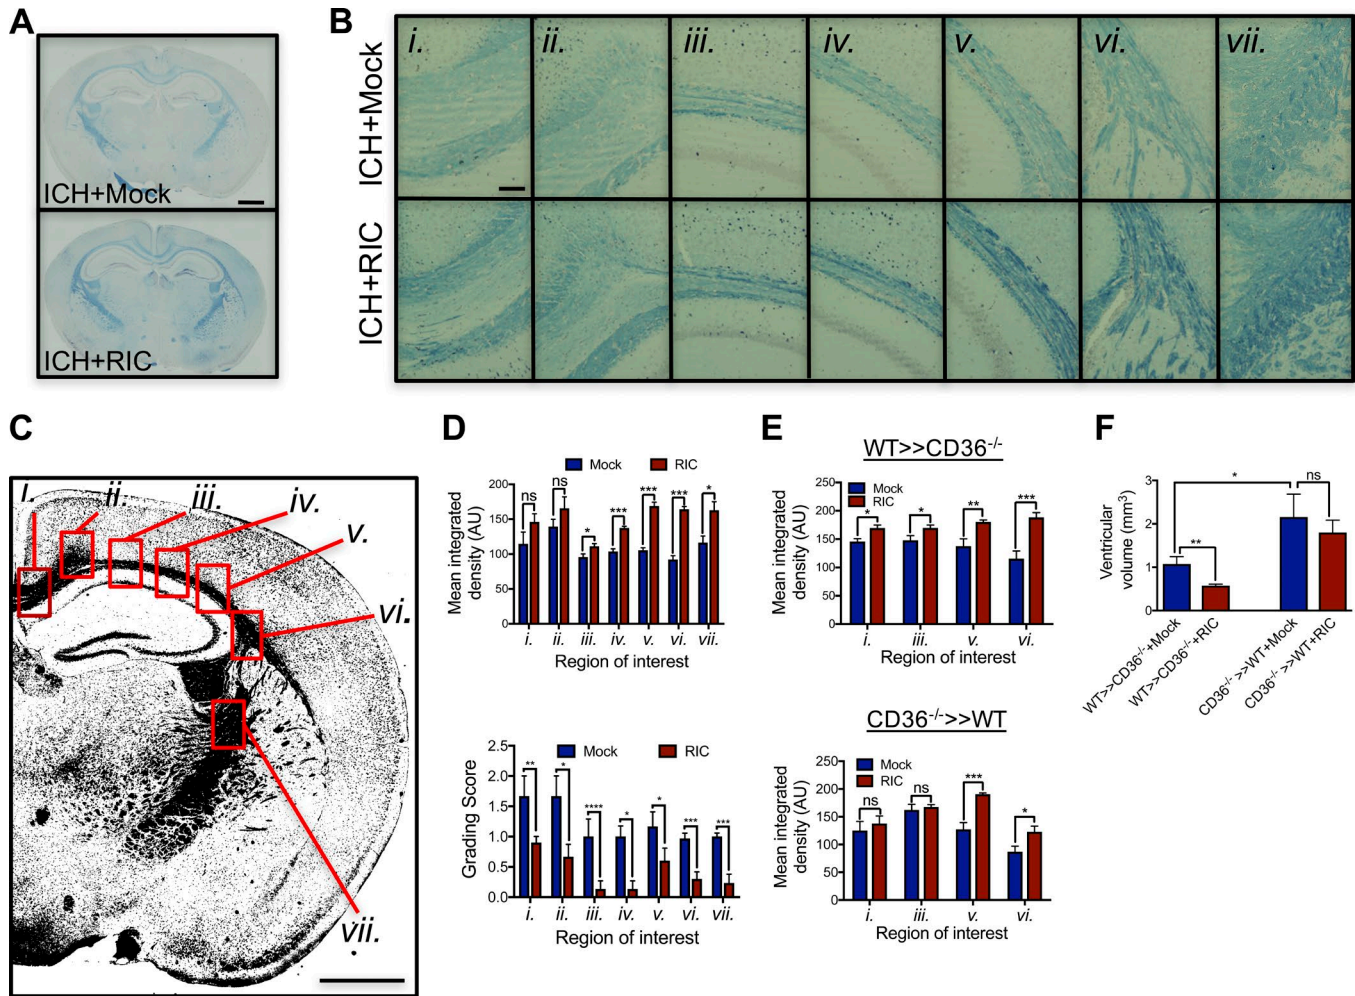 A
ICH+Mock
ICH+RIC
B
ICH+Mock
ICH+RIC
i.
ii.
iii.
iv.
v.
vi.
vii.
C
i.
ii.
iii.
iv.
v.
vi.
vii.
D
Mock RIC
Mean integrated
density (AU)
200
150
100
50
0
ns
ns
*
***
***
***
*
i. ii. iii. iv. v. vi. vii.
Region of interest
Mock RIC
Grading Score
2.5
2.0
1.5
1.0
0.5
0.0
**
*
****
*
*
***
***
i. ii. iii. iv. v. vi. vii.
Region of interest
E
WT>>CD36-/-
Mock
RIC
Mean integrated
density (AU)
250
200
150
100
50
0
*
*
**
***
i. iii. v. vi.
Region of interest
CD36-/->>WT
Mock
RIC
Mean integrated
density (AU)
250
200
150
100
50
0
ns
ns
***
*
i. iii. v. vi.
Region of interest
F
Ventricular
volume (mm3)
3
2
1
0
*
**
ns
WT>>CD36-/-+Mock
WT>>CD36-/-+RIC
CD36-/->>WT+Mock
CD36-/->>WT+RIC